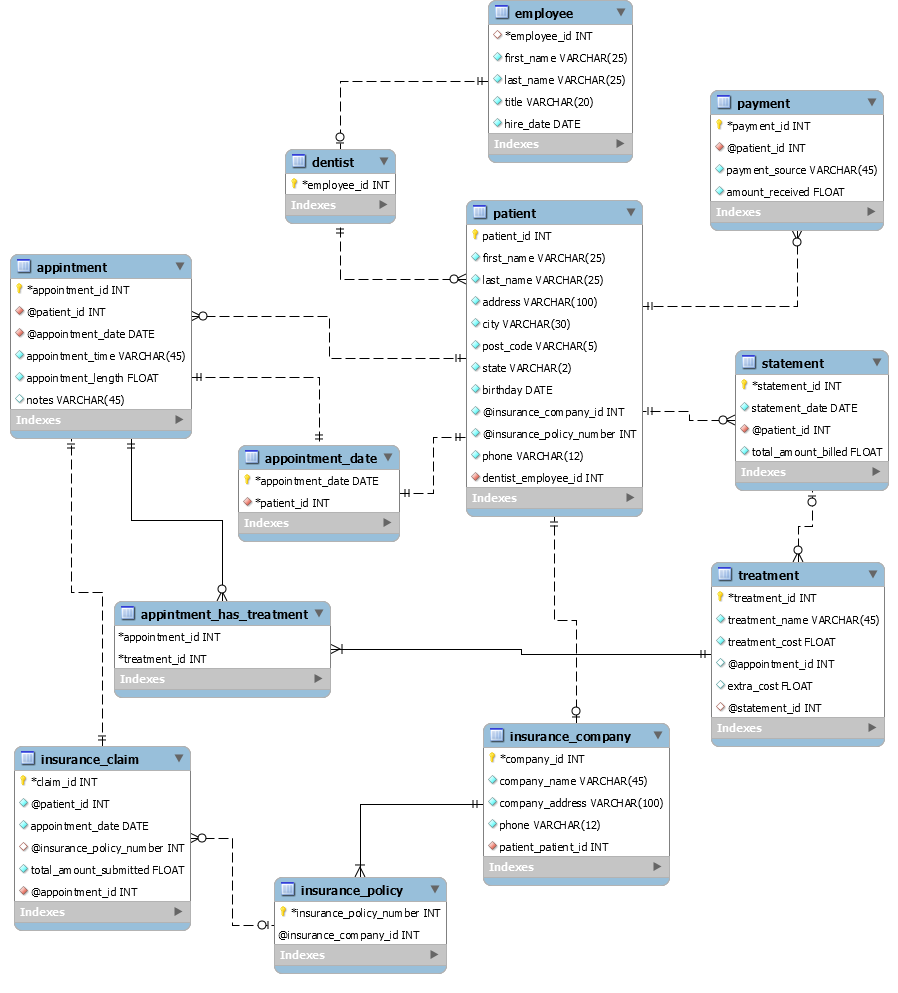 employee
*employee_id INT
first_name VARCHAR(25)
last_name VARCHAR(25)
title VARCHAR(20)
hire_date DATE
Indexes
payment
*payment_id INT
@patient_id INT
payment_source VARCHAR(45)
amount_received FLOAT
Indexes
dentist
*employee_id INT
Indexes
patient
patient_id INT
first_name VARCHAR(25)
last_name VARCHAR(25)
address VARCHAR(100)
city VARCHAR(30)
post_code VARCHAR(5)
state VARCHAR(2)
birthday DATE
@insurance_company_id INT
@insurance_policy_number INT
phone VARCHAR(12)
dentist_employee_id INT
Indexes
appintment
*appointment_id INT
@patient_id INT
@appointment_date DATE
appointment_time VARCHAR(45)
appointment_length FLOAT
notes VARCHAR(45)
Indexes
statement
*statement_id INT
statement_date DATE
@patient_id INT
total_amount_billed FLOAT
Indexes
appointment_date
*appointment_date DATE
*patient_id INT
Indexes
treatment
*treatment_id INT
treatment_name VARCHAR(45)
treatment_cost FLOAT
@appointment_id INT
extra_cost FLOAT
@statement_id INT
Indexes
appintment_has_treatment
*appointment_id INT
*treatment_id INT
Indexes
insurance_company
*company_id INT
company_name VARCHAR(45)
company_address VARCHAR(100)
phone VARCHAR(12)
patient_patient_id INT
Indexes
insurance_claim
*claim_id INT
@patient_id INT
appointment_date DATE
@insurance_policy_number INT
total_amount_submitted FLOAT
@appointment_id INT
Indexes
insurance_policy
*insurance_policy_number INT
@insurance_company_id INT
Indexes